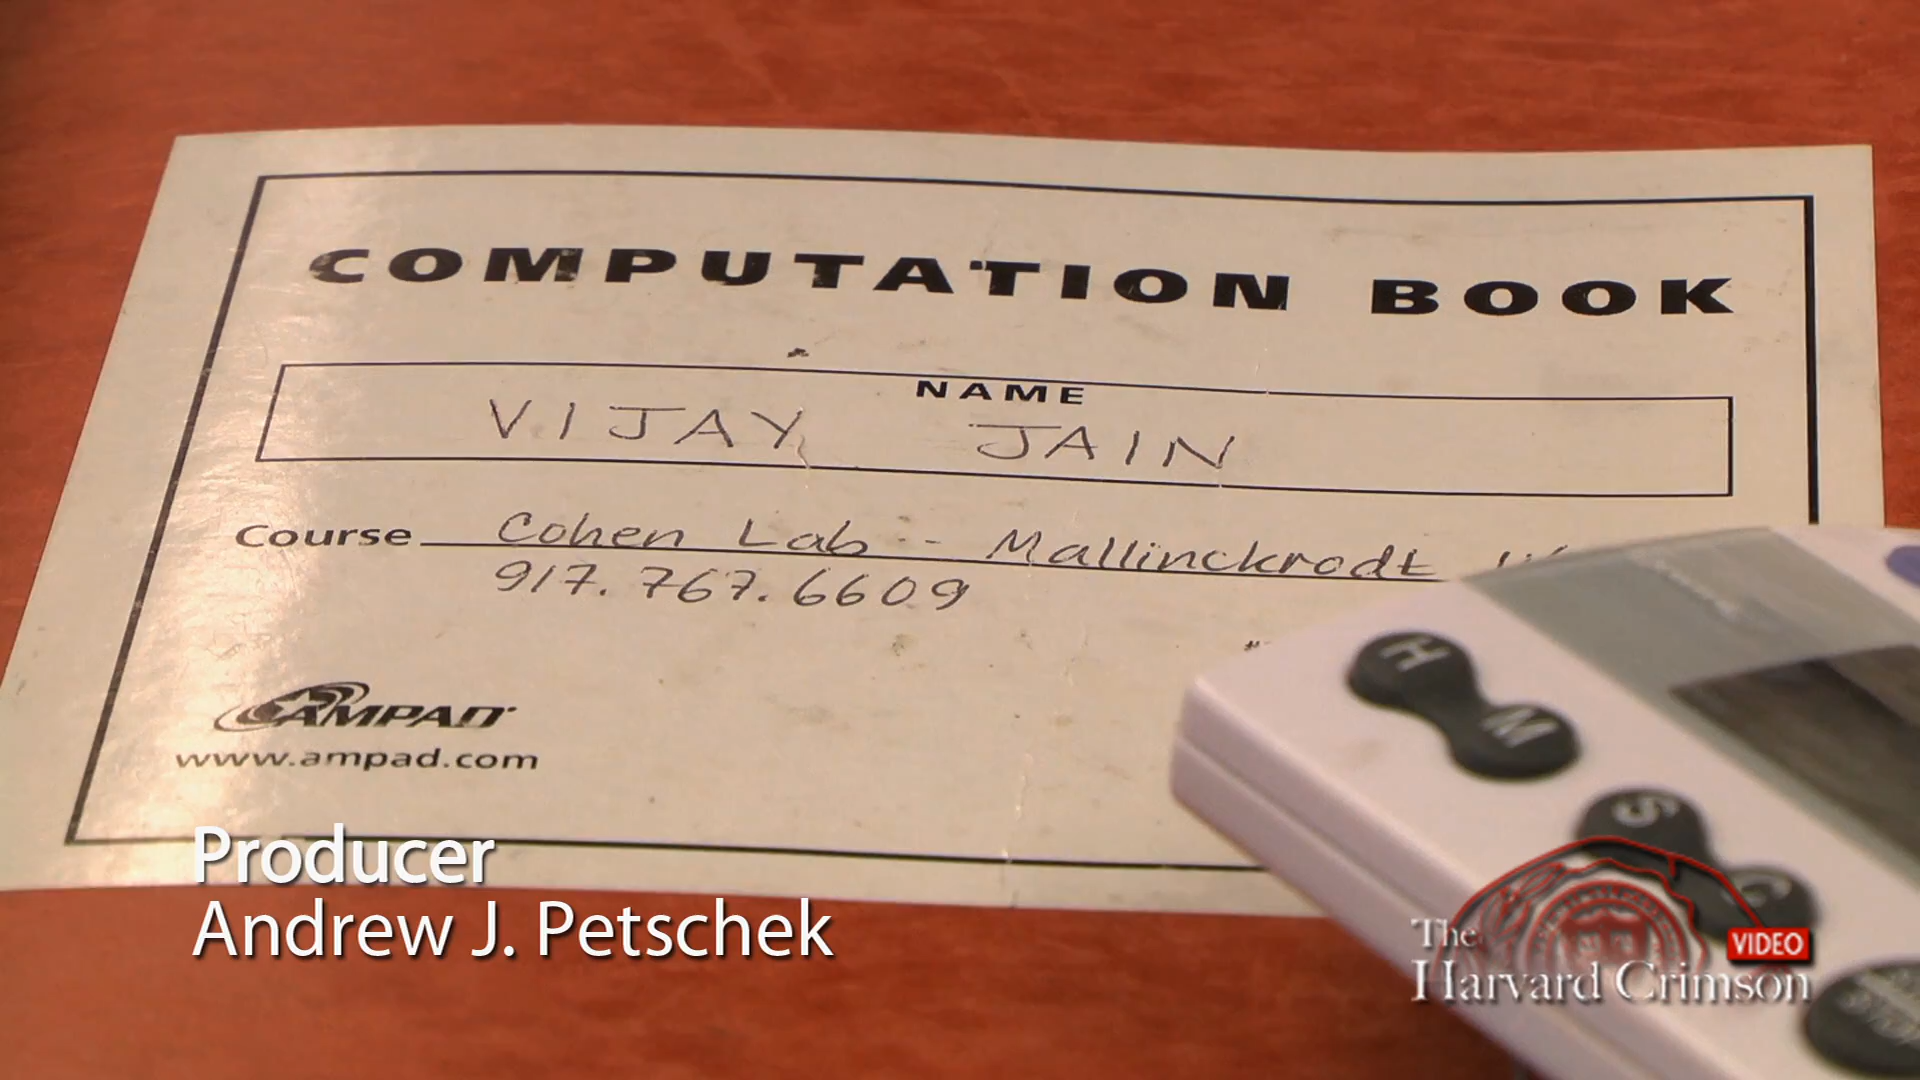 COMPUTATION BOOK
NAME
VIJAY JAIN
Course Cohen Lab - Mallinckrodt
917.767.6609
AMPAD
www.ampad.com
H
M
S
C
Producer
Andrew J. Petschek
The
Harvard Crimson
VIDEO